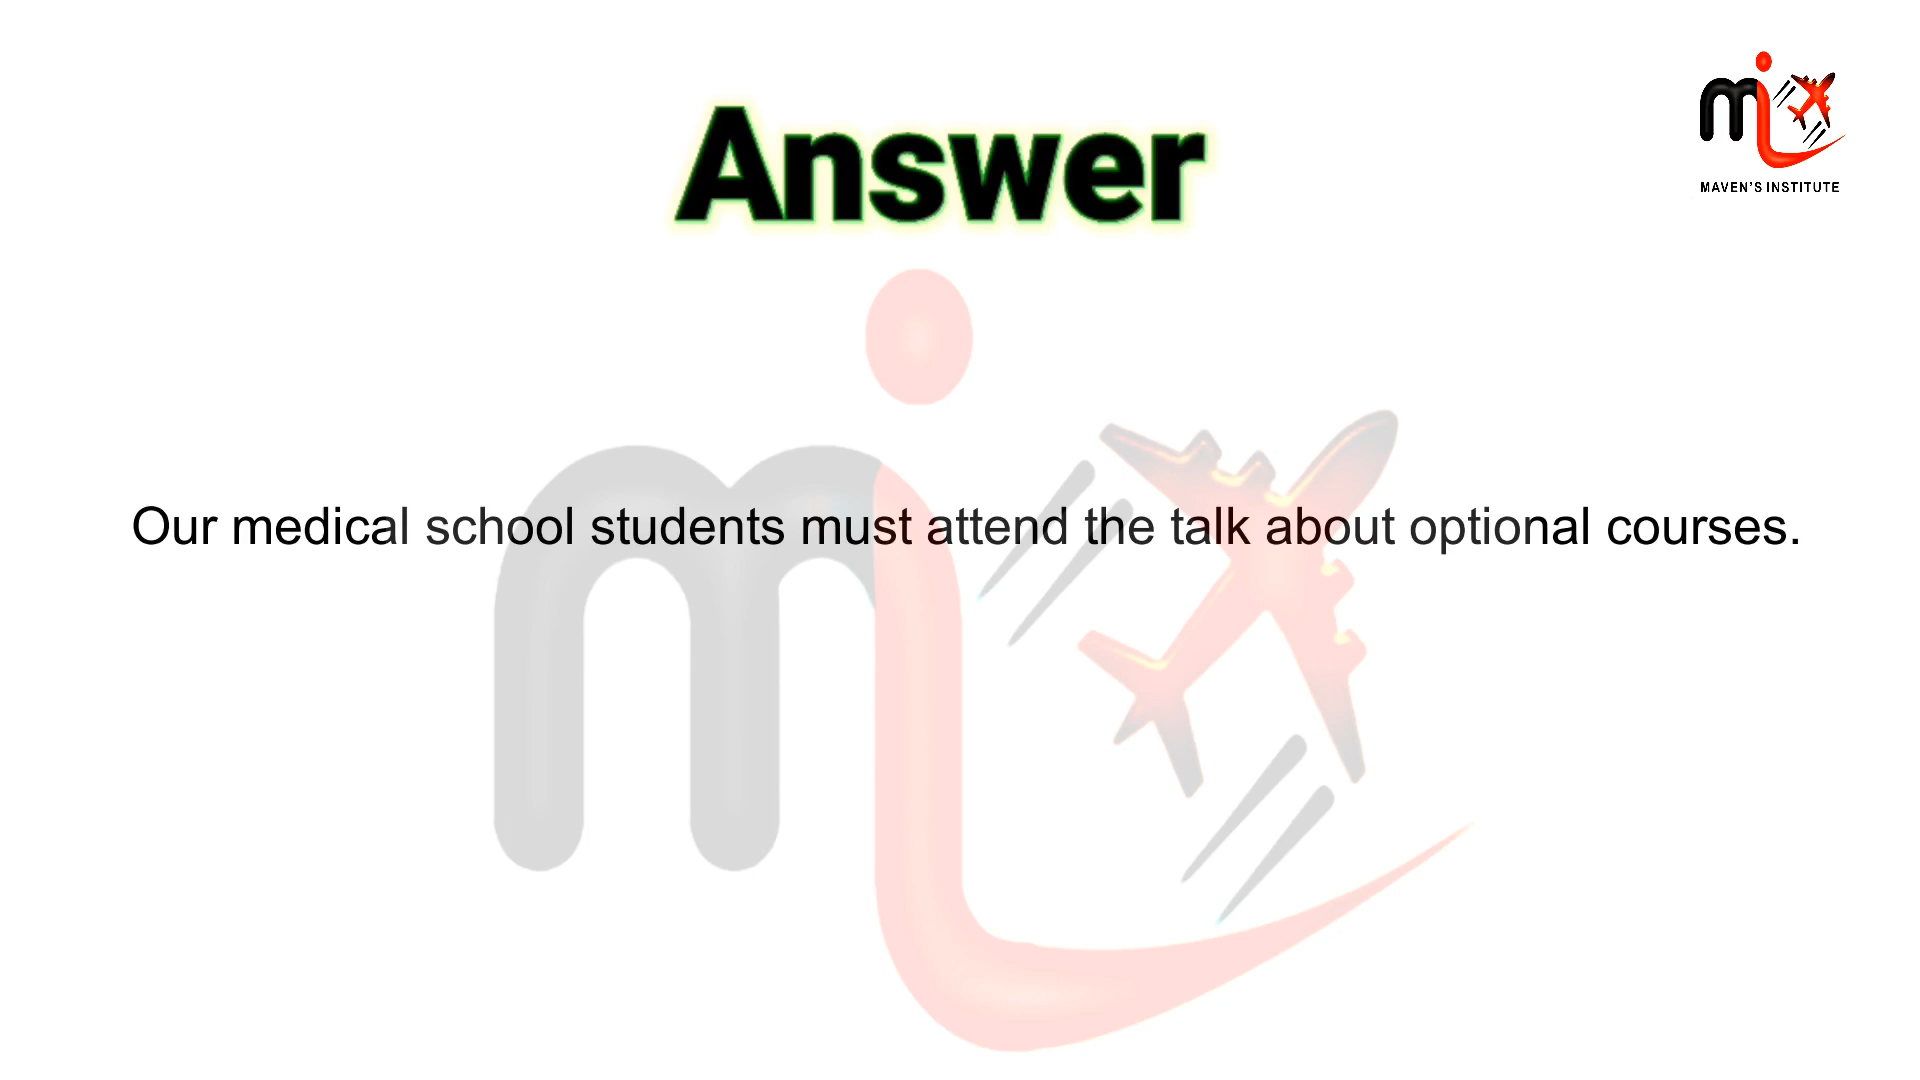 Answer
MAVEN'S INSTITUTE
Our medical school students must attend the talk about optional courses.